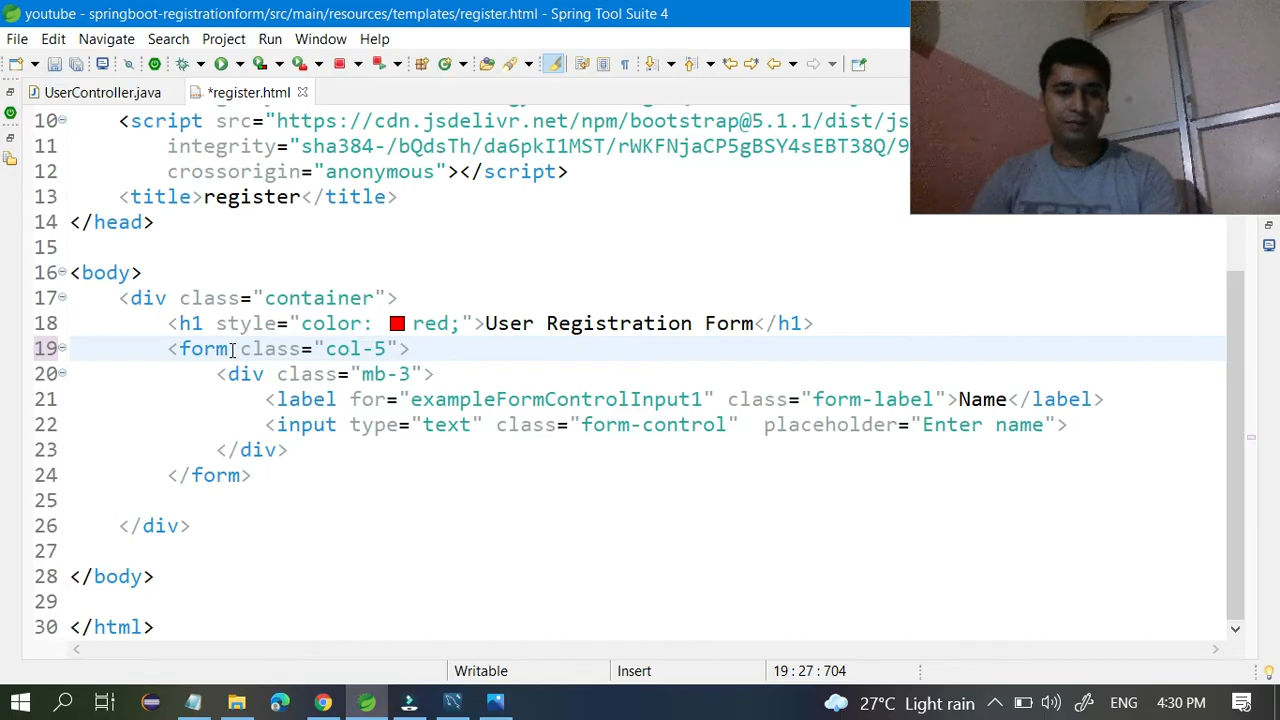 youtube - springboot-registrationform/src/main/resources/templates/register.html - Spring Tool Suite 4
File Edit Navigate Search Project Run Window Help
UserController.java *register.html
10 <script src="https://cdn.jsdelivr.net/npm/bootstrap@5.1.1/dist/js
11 integrity="sha384-/bQdsTh/da6pkI1MST/rWKFNjaCP5gBSY4sEBT38Q/9
12 crossorigin="anonymous"></script>
13 <title>register</title>
14 </head>
15
16 <body>
17 <div class="container">
18 <h1 style="color: red;">User Registration Form</h1>
19 <form class="col-5">
20 <div class="mb-3">
21 <label for="exampleFormControlInput1" class="form-label">Name</label>
22 <input type="text" class="form-control" placeholder="Enter name">
23 </div>
24 </form>
25
26 </div>
27
28 </body>
29
30 </html>
Writable Insert 19 : 27 : 704
27°C Light rain ENG 4:30 PM